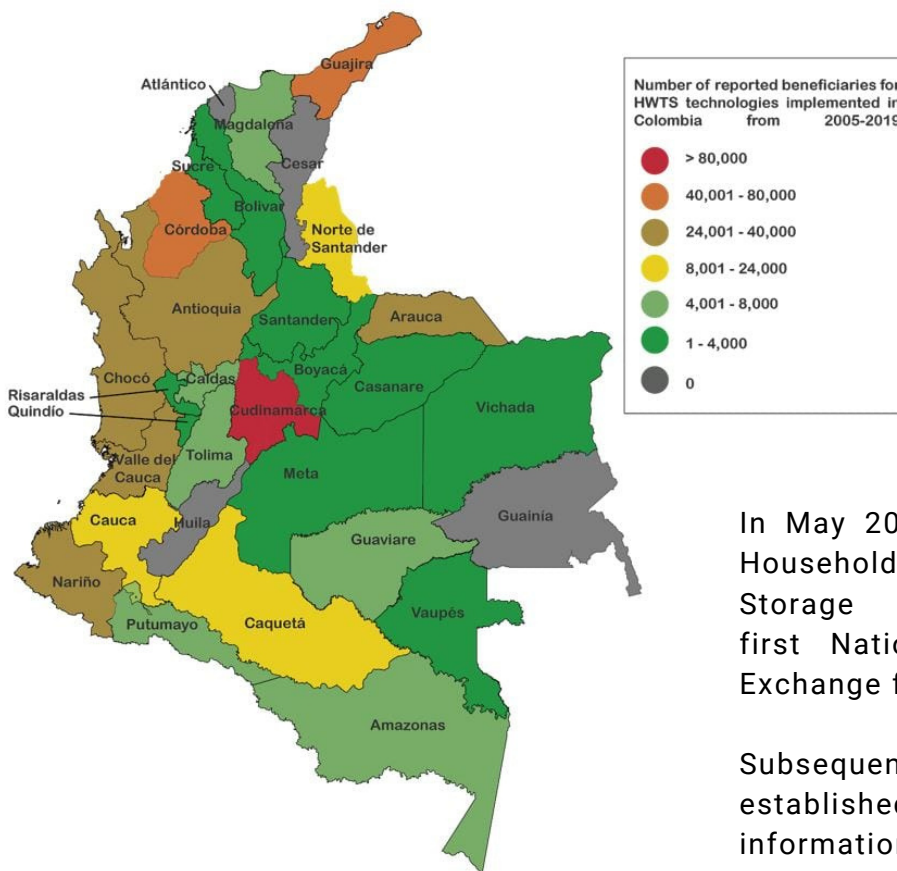 Guajira
Atlántico
Magdalena
Cesar
Sucre
Bolivar
Córdoba
Norte de
Santander
Antioquia
Santander
Arauca
Chocó
Caldas
Boyacá
Casanare
Risaraldas
Quindío
Cudinamarca
Vichada
Tolima
Valle del
Cauca
Meta
Cauca
Huila
Guainía
Guaviare
Nariño
Putumayo
Caquetá
Vaupés
Amazonas
Number of reported beneficiaries for
HWTS technologies implemented in
Colombia from 2005-2019
> 80,000
40,001 - 80,000
24,001 - 40,000
8,001 - 24,000
4,001 - 8,000
1 - 4,000
0
In May 20
Household
Storage
first Natio
Exchange f
Subsequen
established
information